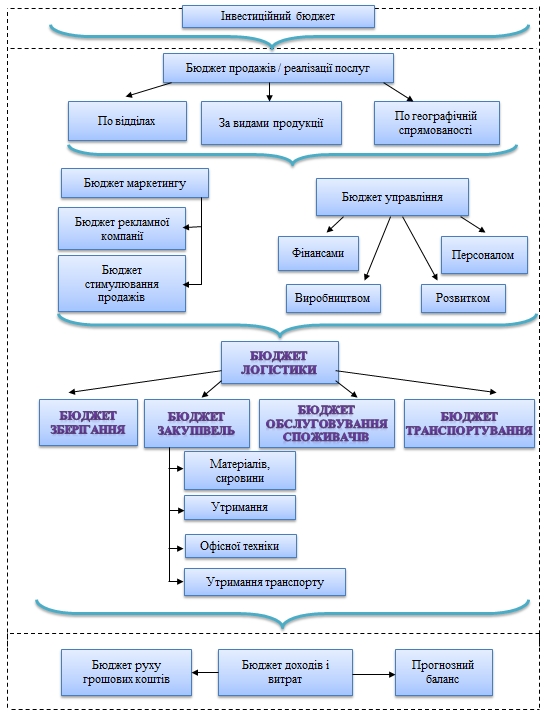 Інвестиційний бюджет
Бюджет продажів / реалізації послуг
По відділах
За видами продукції
По географічній
спрямованості
Бюджет маркетингу
Бюджет рекламної
компанії
Бюджет
стимулювання
продажів
Бюджет управління
Фінансами
Персоналом
Виробництвом
Розвитком
БЮДЖЕТ
ЛОГІСТИКИ
БЮДЖЕТ
ЗБЕРІГАННЯ
БЮДЖЕТ
ЗАКУПІВЕЛЬ
БЮДЖЕТ
ОБСЛУГОВУВАННЯ
СПОЖИВАЧІВ
БЮДЖЕТ
ТРАНСПОРТУВАННЯ
Матеріалів,
сировини
Утримання
Офісної техніки
Утримання транспорту
Бюджет руху
грошових коштів
Бюджет доходів і
витрат
Прогнозний
баланс